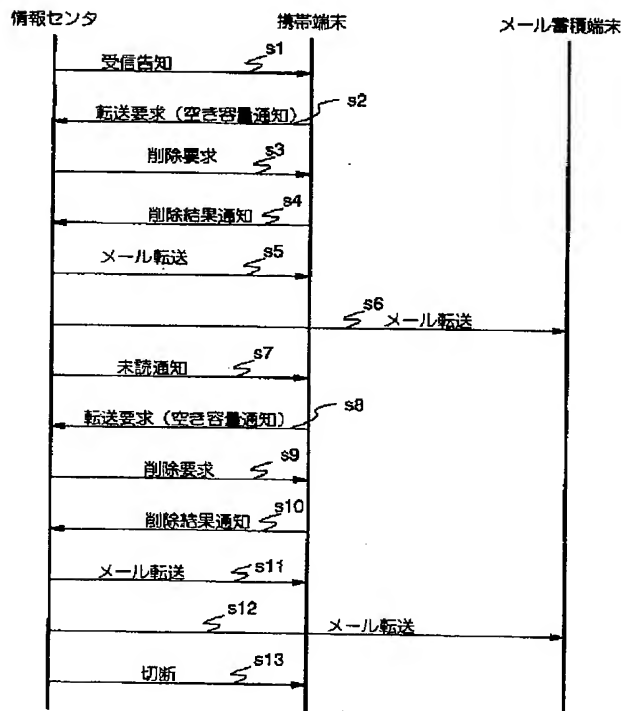 情報センタ
携帯端末
メール蓄積端末
受信告知
s1
転送要求（空き容量通知）
s2
削除要求
s3
削除結果通知
s4
メール転送
s5
s6
メール転送
未読通知
s7
転送要求（空き容量通知）
s8
削除要求
s9
削除結果通知
s10
メール転送
s11
s12
メール転送
切断
s13